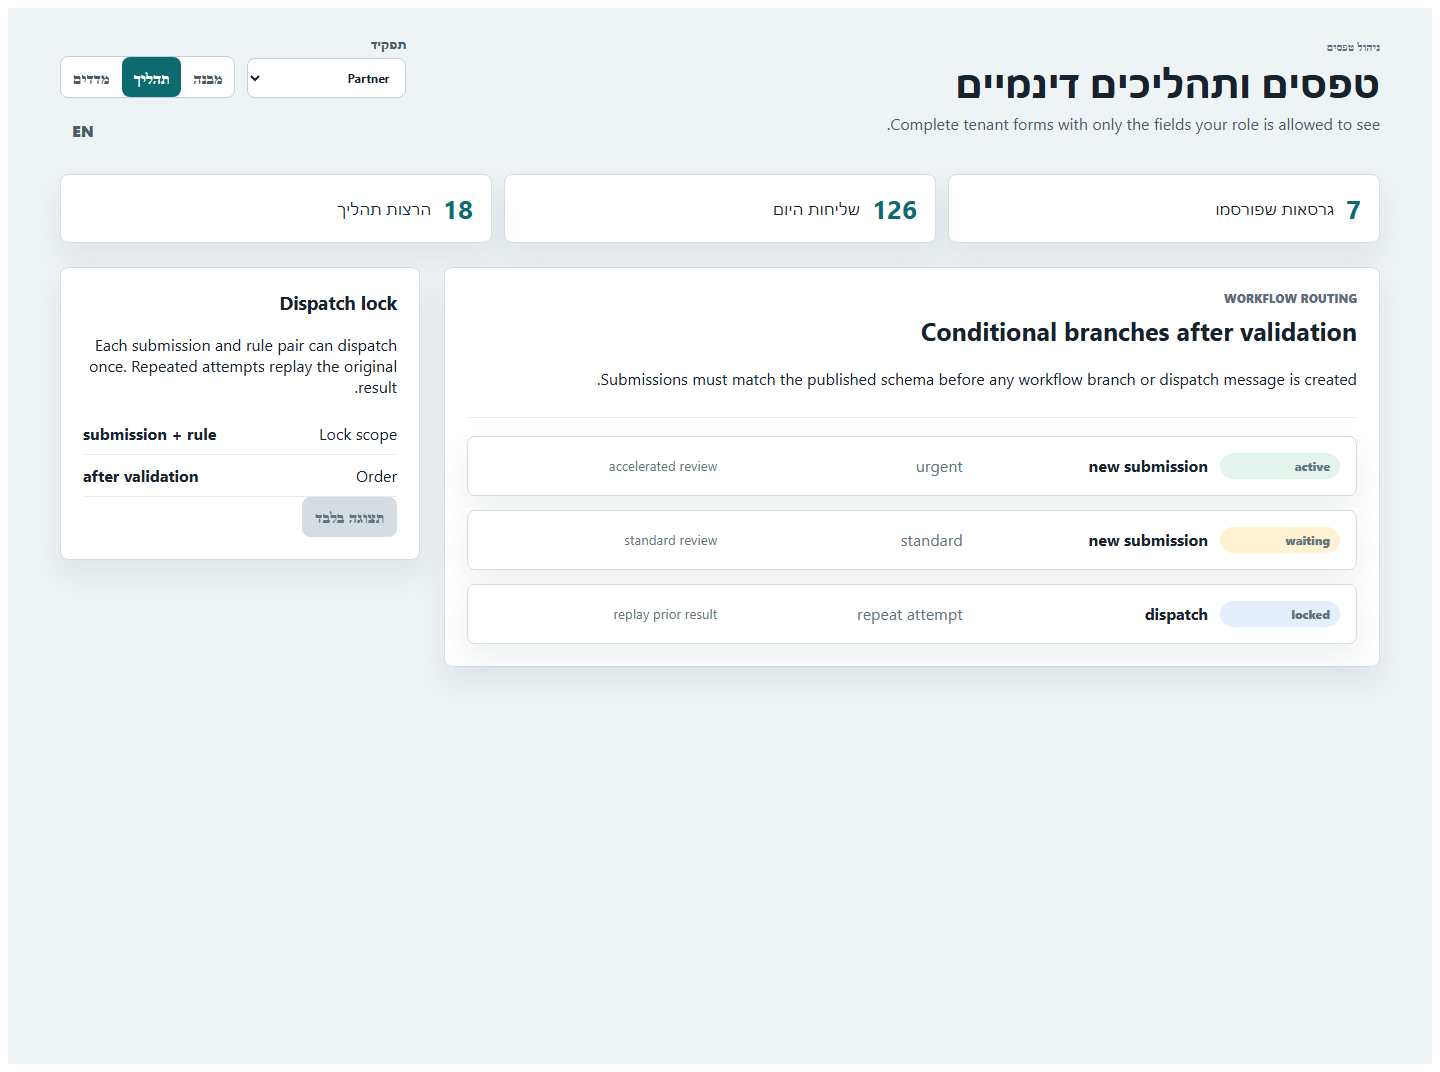 ניהול טפסים
טפסים ותהליכים דינמיים
Complete tenant forms with only the fields your role is allowed to see.
תפקיד
Partner
מבנה
תהליך
מדדים
EN
7 גרסאות שפורסמו
126 שליחות היום
18 הרצות תהליך
WORKFLOW ROUTING
Conditional branches after validation
Submissions must match the published schema before any workflow branch or dispatch message is created.
active new submission urgent accelerated review
waiting new submission standard standard review
locked dispatch repeat attempt replay prior result
Dispatch lock
Each submission and rule pair can dispatch
once. Repeated attempts replay the original
result.
Lock scope submission + rule
Order after validation
תצוגה בלבד